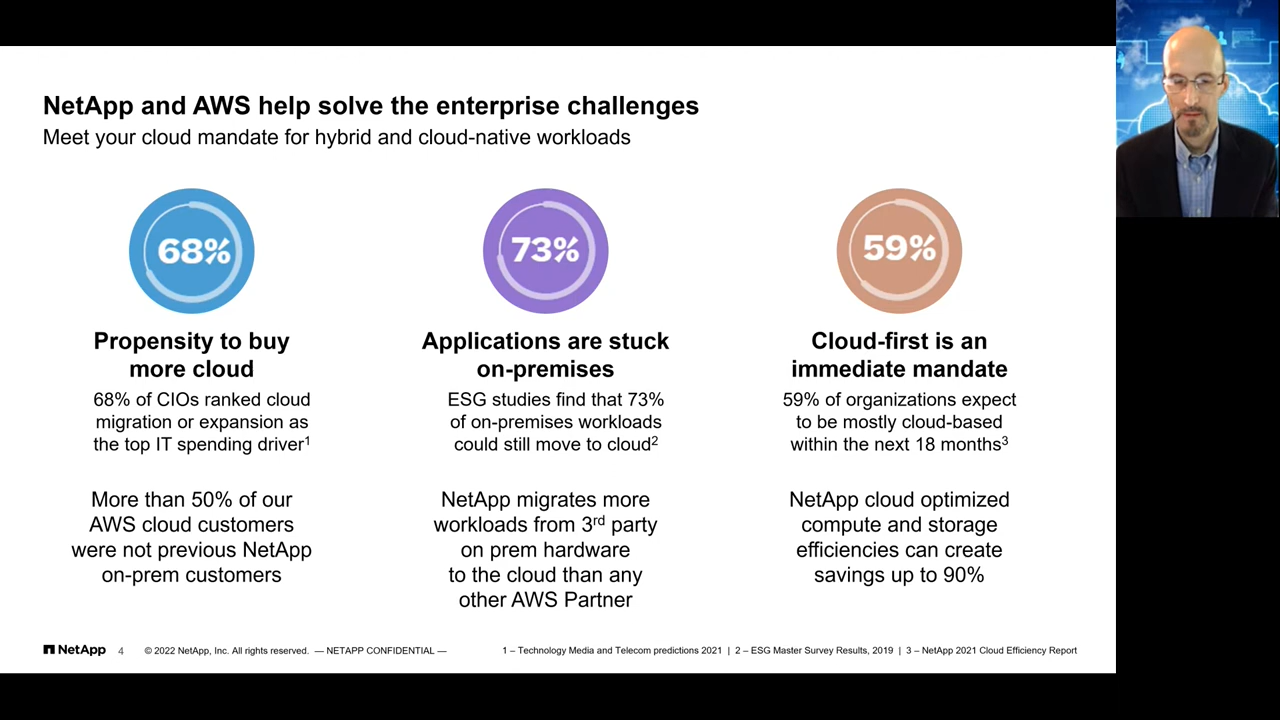 NetApp and AWS help solve the enterprise challenges
Meet your cloud mandate for hybrid and cloud-native workloads
68%
Propensity to buy
more cloud
68% of CIOs ranked cloud
migration or expansion as
the top IT spending driver¹
More than 50% of our
AWS cloud customers
were not previous NetApp
on-prem customers
73%
Applications are stuck
on-premises
ESG studies find that 73%
of on-premises workloads
could still move to cloud²
NetApp migrates more
workloads from 3rd party
on prem hardware
to the cloud than any
other AWS Partner
59%
Cloud-first is an
immediate mandate
59% of organizations expect
to be mostly cloud-based
within the next 18 months³
NetApp cloud optimized
compute and storage
efficiencies can create
savings up to 90%
NetApp 4 © 2022 NetApp, Inc. All rights reserved. — NETAPP CONFIDENTIAL — 1 – Technology Media and Telecom predictions 2021 | 2 – ESG Master Survey Results, 2019 | 3 – NetApp 2021 Cloud Efficiency Report